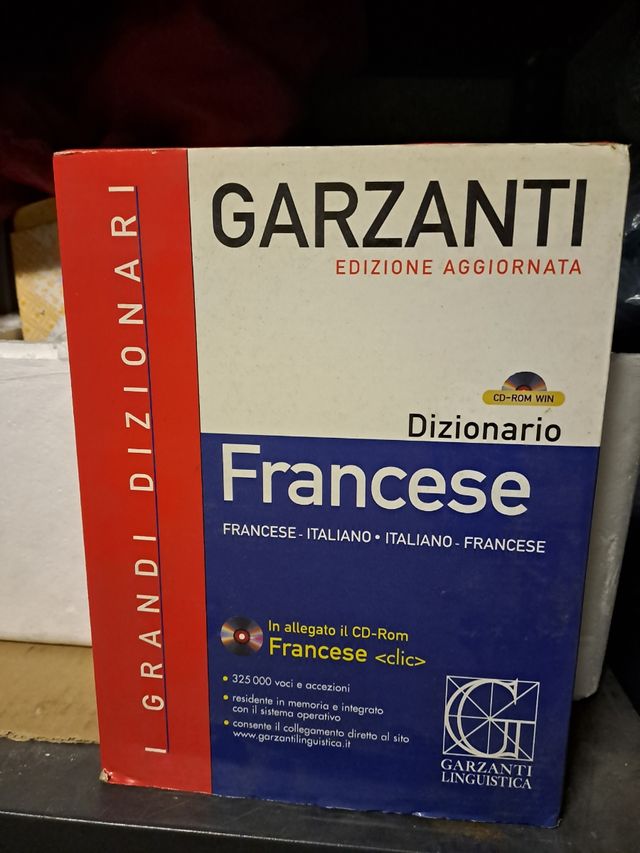 I GRANDI DIZIONARI
GARZANTI
EDIZIONE AGGIORNATA
CD-ROM WIN
Dizionario
Francese
FRANCESE - ITALIANO • ITALIANO - FRANCESE
In allegato il CD-Rom
Francese <clic>
• 325 000 voci e accezioni
• residente in memoria e integrato
con il sistema operativo
• consente il collegamento diretto al sito
www.garzantilinguistica.it
G
GARZANTI
LINGUISTICA